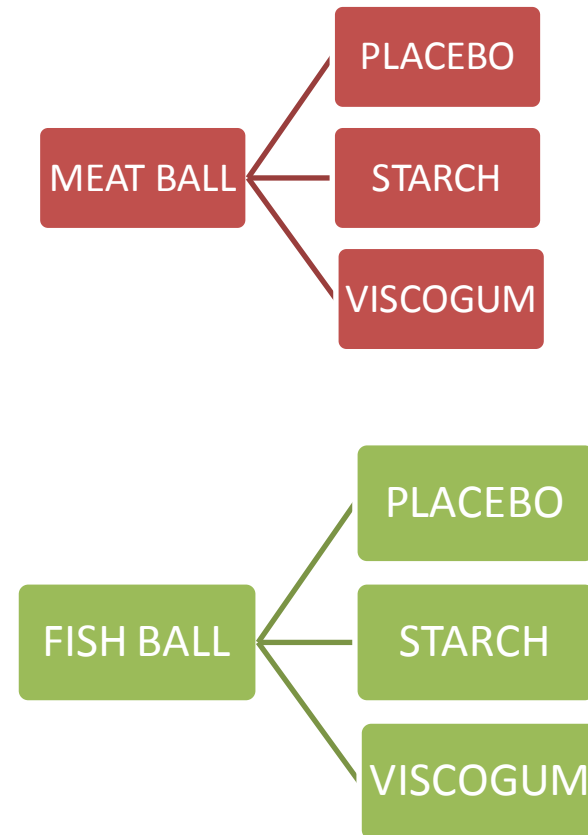 PLACEBO
MEAT BALL
STARCH
VISCOGUM
PLACEBO
FISH BALL
STARCH
VISCOGUM